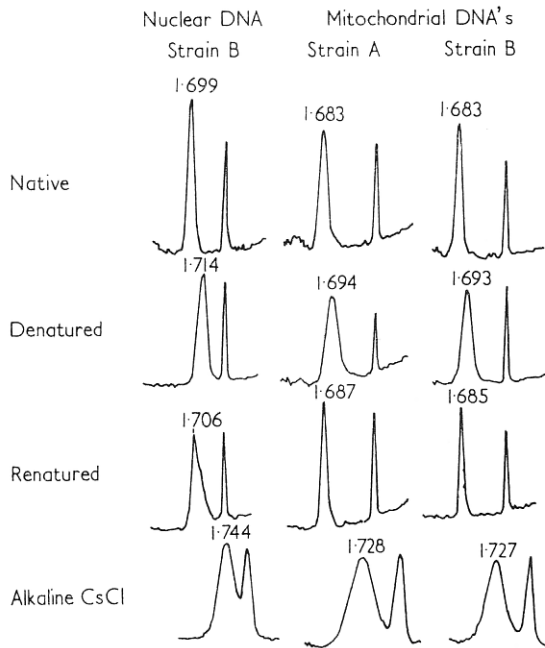 Nuclear DNA Mitochondrial DNA's
Strain B Strain A Strain B
1·699 1·683 1·683
Native
1·714 1·694 1·693
Denatured
1·706 1·687 1·685
Renatured
1·744 1·728 1·727
Alkaline CsCl